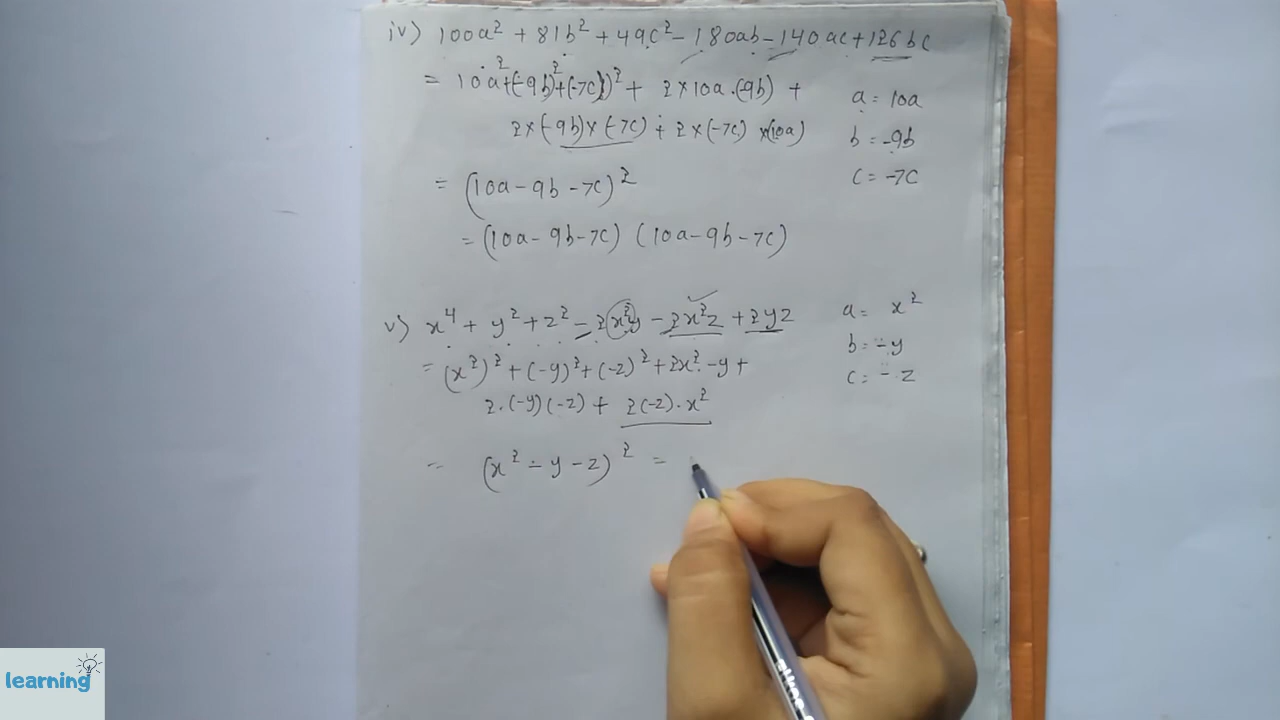 iv) 100a² + 81b² + 49c² - 180ab - 140ac + 126bc
= 10a² + (-9b)² + (-7c))² + 2×10a.(-9b) +
2×(-9b)×(-7c) + 2×(-7c)×(10a)
a = 10a
b = -9b
c = -7c
= (10a - 9b - 7c)²
= (10a - 9b - 7c) (10a - 9b - 7c)
v) x⁴ + y² + z² - 2x²y - 2x²z + 2yz
= (x²)² + (-y)² + (-z)² + 2x². -y +
2.(-y)(-z) + 2(-z).x²
a = x²
b = -y
c = -z
= (x² - y - z)² =
learning